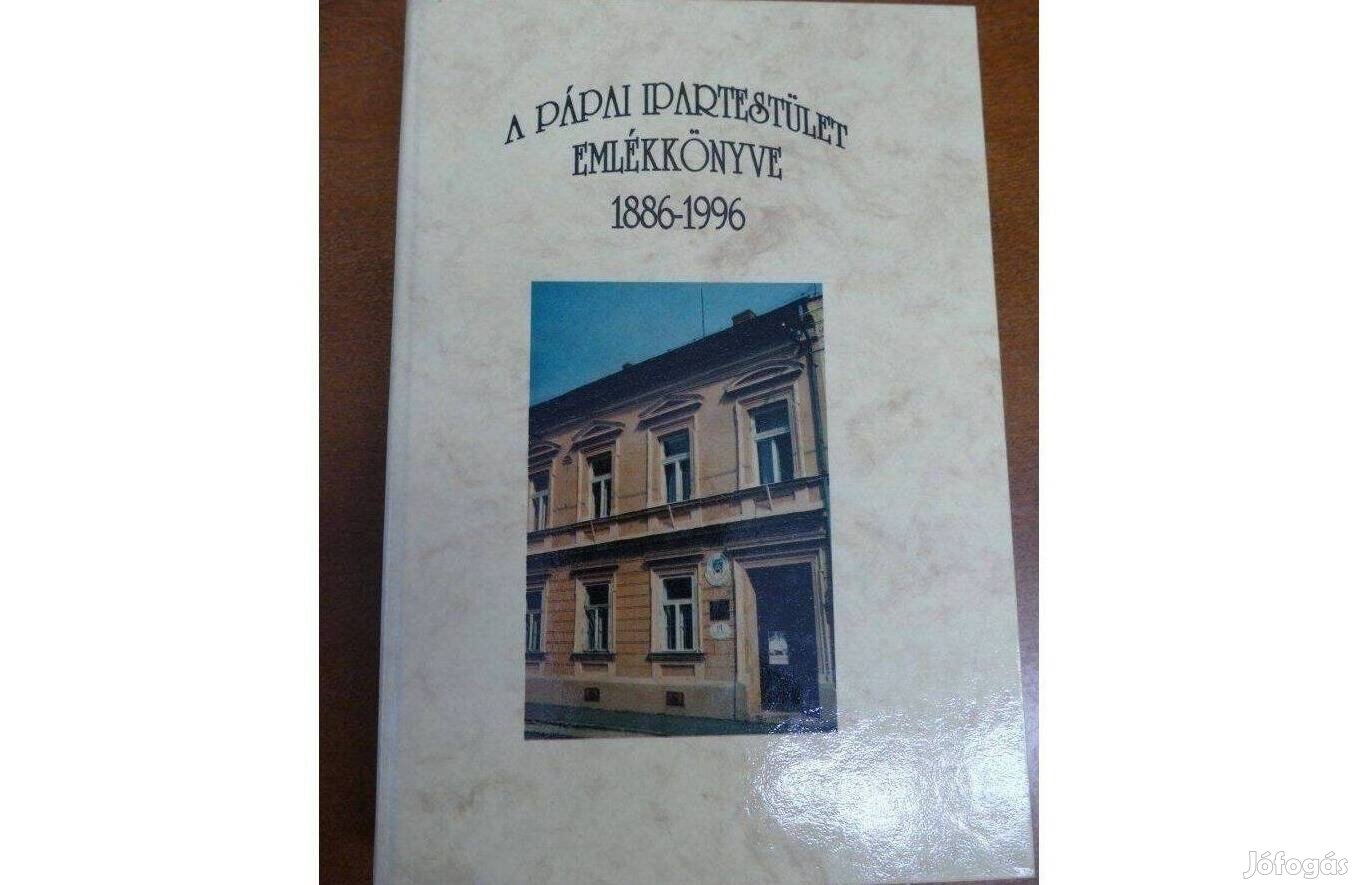 A PÁPAI IPARTESTÜLET
EMLÉKKÖNYVE
1886-1996
Jófogás